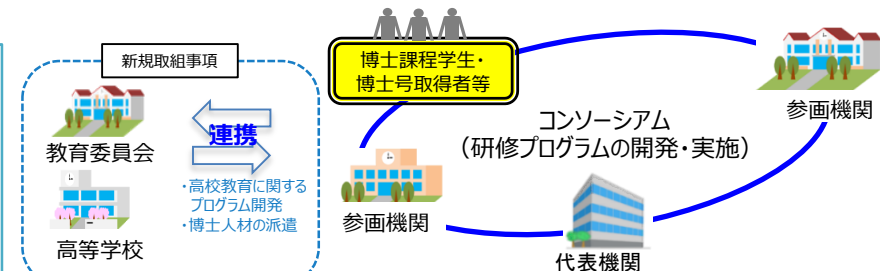 新規取組事項
教育委員会
高等学校
連携
・高校教育に関する
プログラム開発
・博士人材の派遣
博士課程学生・
博士号取得者等
コンソーシアム
（研修プログラムの開発・実施）
参画機関
参画機関
代表機関